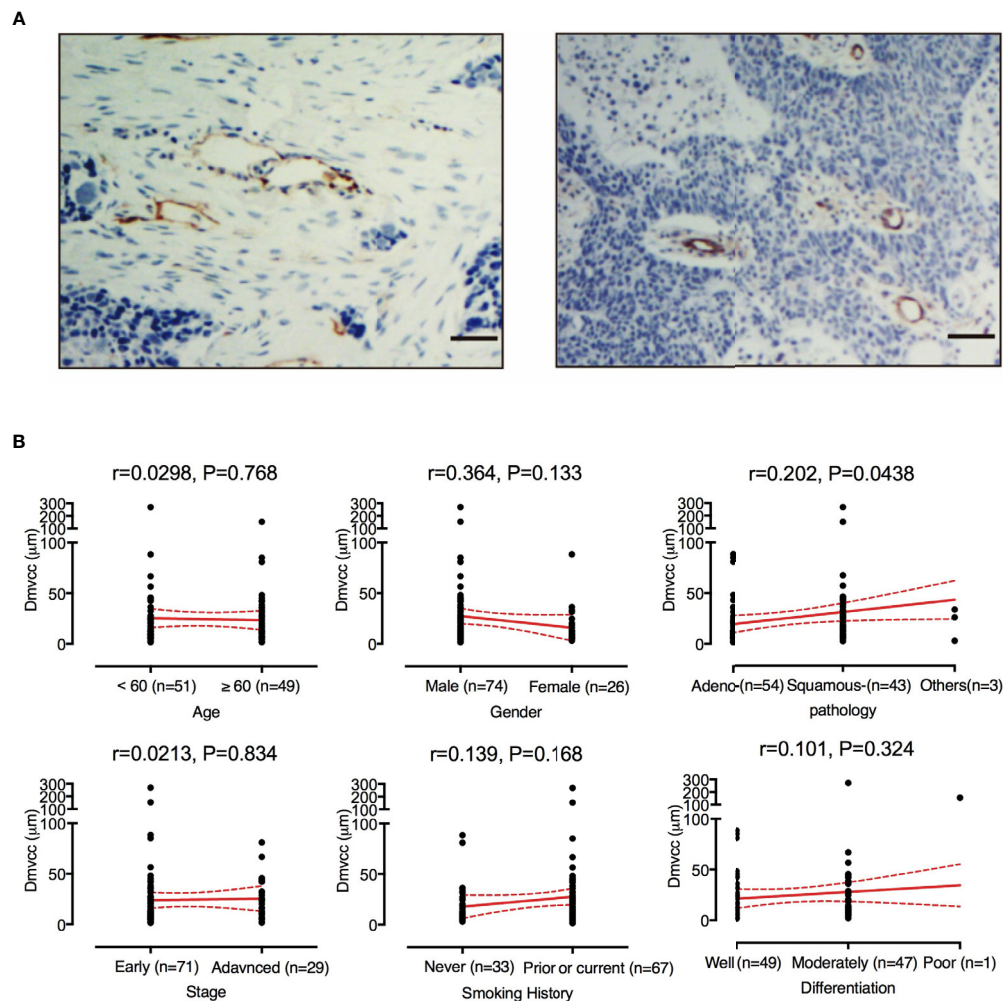 A
B
r=0.0298, P=0.768
Dmvcc (μm)
300
200
100
100
50
0
< 60 (n=51)
≥ 60 (n=49)
Age
r=0.364, P=0.133
Dmvcc (μm)
300
200
100
100
50
0
Male (n=74)
Female (n=26)
Gender
r=0.202, P=0.0438
Dmvcc (μm)
300
200
100
100
50
0
Adeno-(n=54)
Squamous-(n=43)
Others(n=3)
pathology
r=0.0213, P=0.834
Dmvcc (μm)
300
200
100
100
50
0
Early (n=71)
Adavnced (n=29)
Stage
r=0.139, P=0.168
Dmvcc (μm)
300
200
100
100
50
0
Never (n=33)
Prior or current (n=67)
Smoking History
r=0.101, P=0.324
Dmvcc (μm)
300
200
100
100
50
0
Well (n=49)
Moderately (n=47)
Poor (n=1)
Differentiation